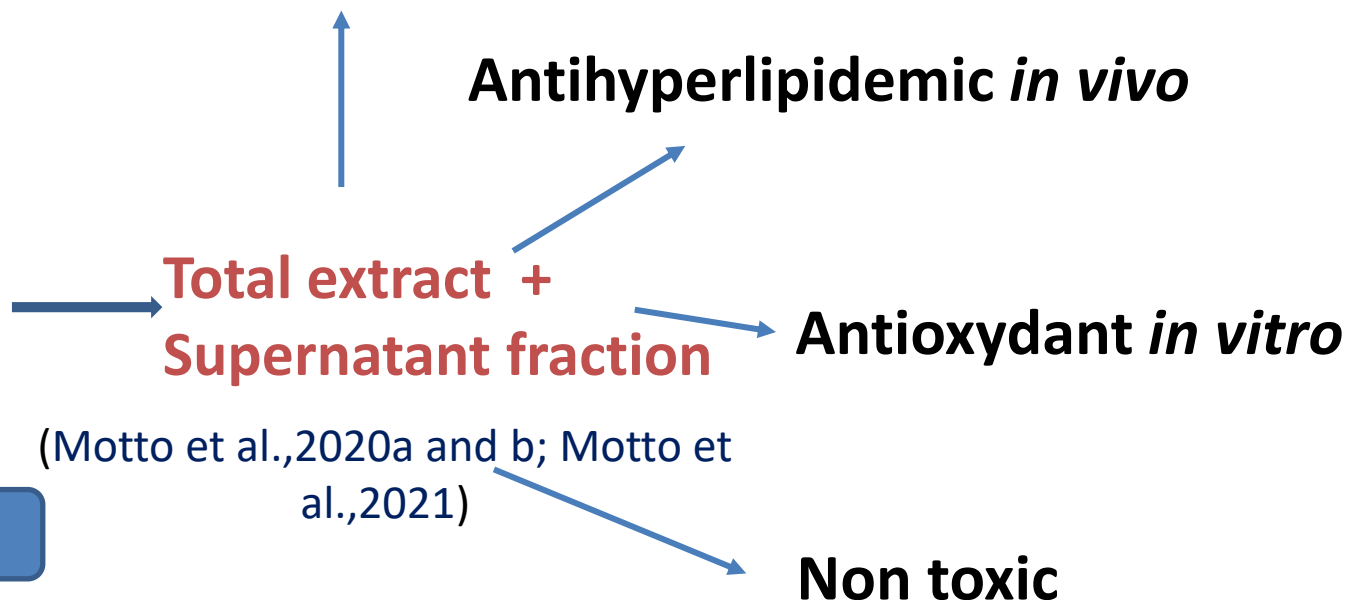 Antihyperlipidemic in vivo
Total extract +
Supernatant fraction
Antioxydant in vitro
(Motto et al.,2020a and b; Motto et
al.,2021)
Non toxic